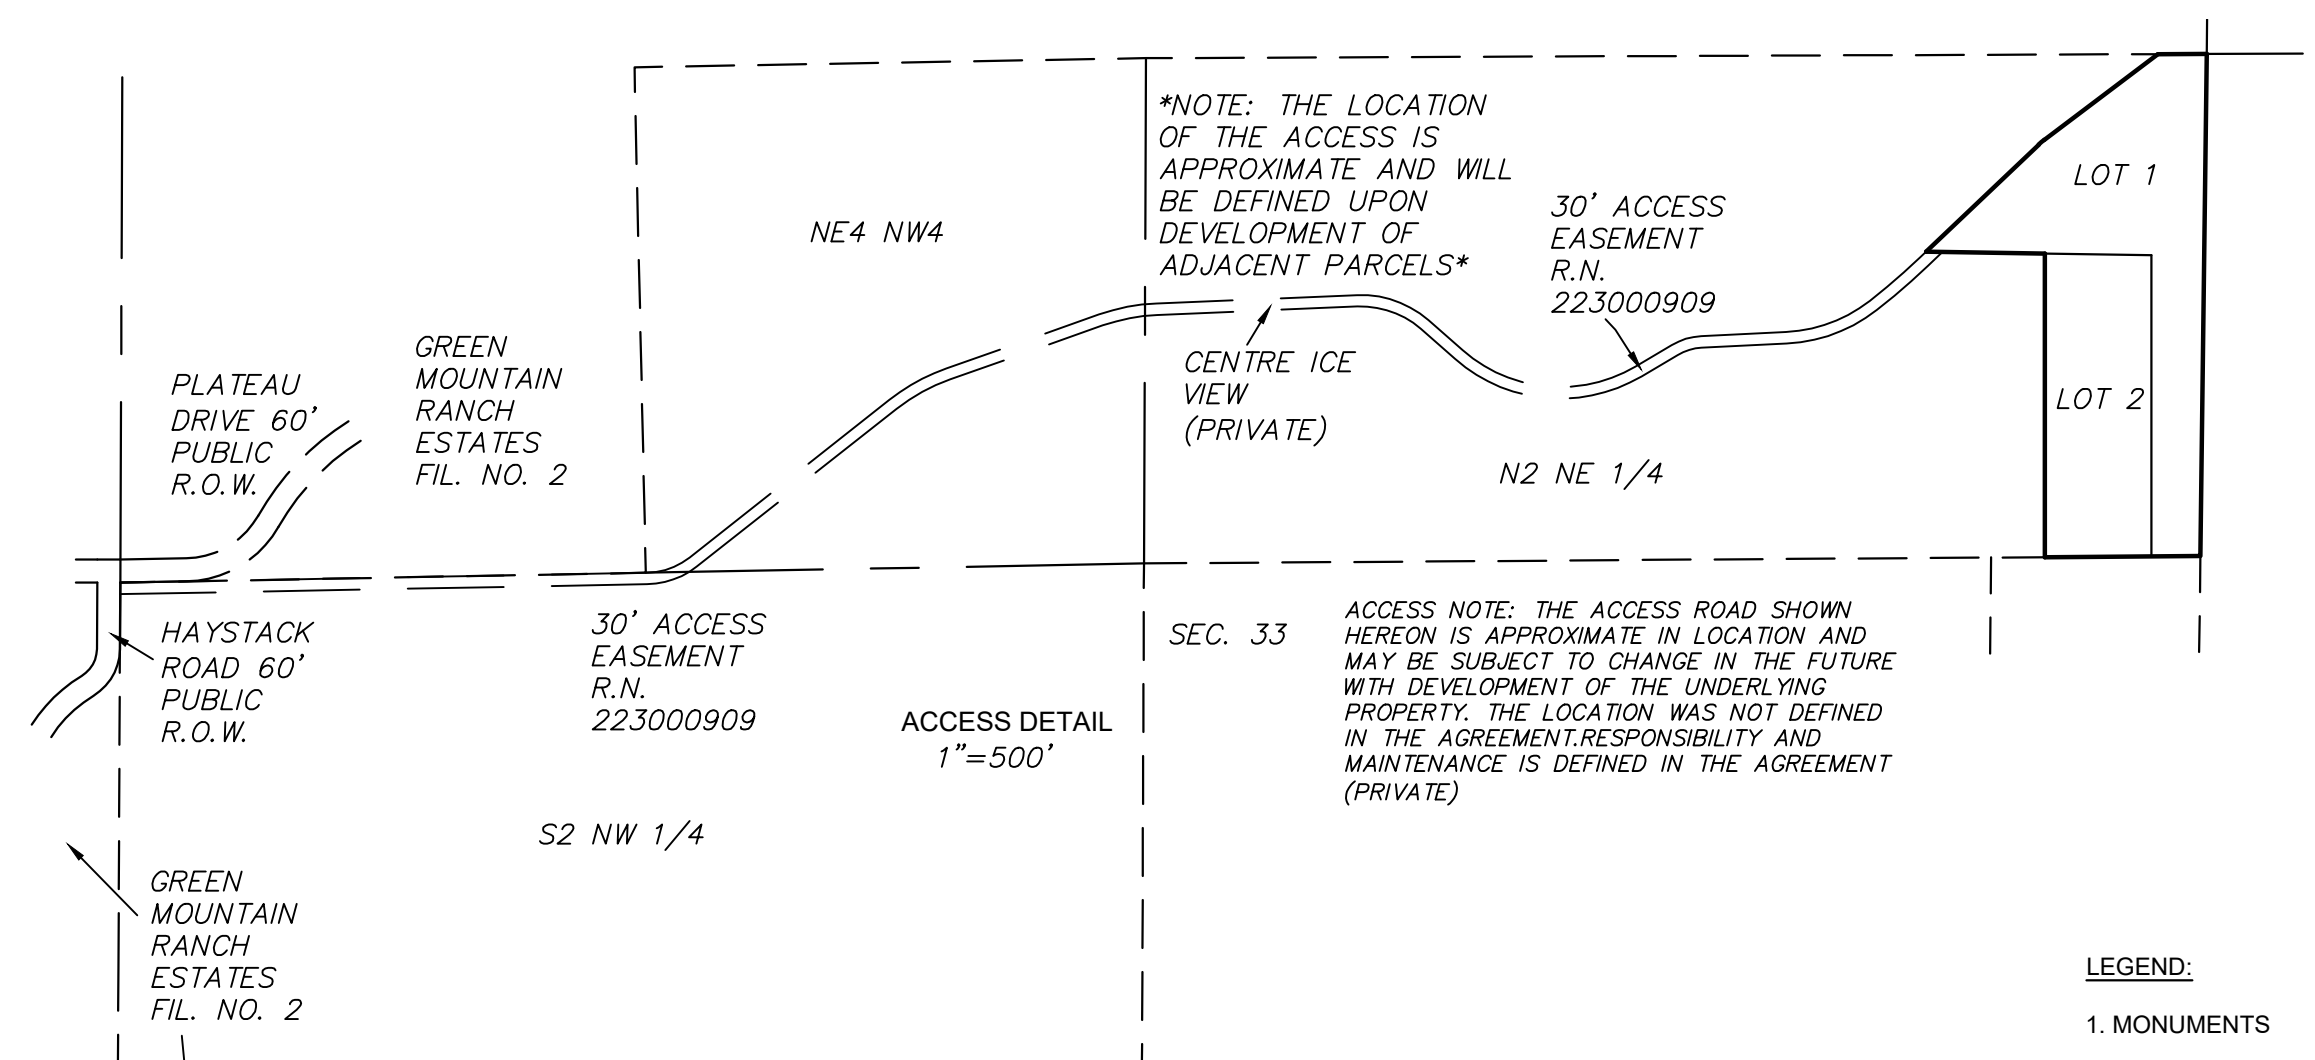 *NOTE: THE LOCATION
OF THE ACCESS IS
APPROXIMATE AND WILL
BE DEFINED UPON
DEVELOPMENT OF
ADJACENT PARCELS*
LOT 1
30' ACCESS
EASEMENT
R.N.
223000909
NE4 NW4
GREEN
MOUNTAIN
RANCH
ESTATES
FIL. NO. 2
PLATEAU
DRIVE 60'
PUBLIC
R.O.W.
CENTRE ICE
VIEW
(PRIVATE)
LOT 2
N2 NE 1/4
HAYSTACK
ROAD 60'
PUBLIC
R.O.W.
30' ACCESS
EASEMENT
R.N.
223000909
SEC. 33
ACCESS NOTE: THE ACCESS ROAD SHOWN
HEREON IS APPROXIMATE IN LOCATION AND
MAY BE SUBJECT TO CHANGE IN THE FUTURE
WITH DEVELOPMENT OF THE UNDERLYING
PROPERTY. THE LOCATION WAS NOT DEFINED
IN THE AGREEMENT.RESPONSIBILITY AND
MAINTENANCE IS DEFINED IN THE AGREEMENT
(PRIVATE)
ACCESS DETAIL
1"=500'
S2 NW 1/4
GREEN
MOUNTAIN
RANCH
ESTATES
FIL. NO. 2
LEGEND:
1. MONUMENTS